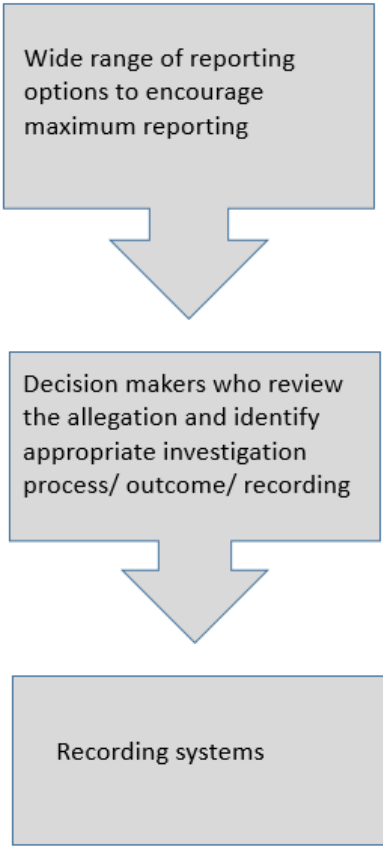 Wide range of reporting
options to encourage
maximum reporting
Decision makers who review
the allegation and identify
appropriate investigation
process/ outcome/ recording
Recording systems